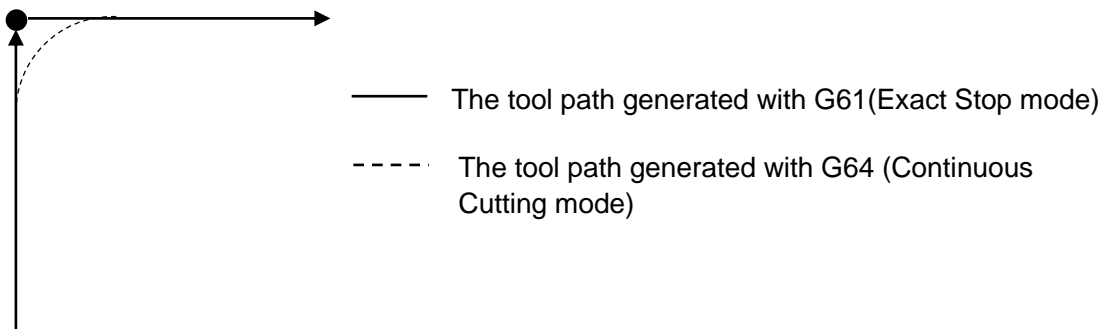 The tool path generated with G61(Exact Stop mode)
The tool path generated with G64 (Continuous
Cutting mode)